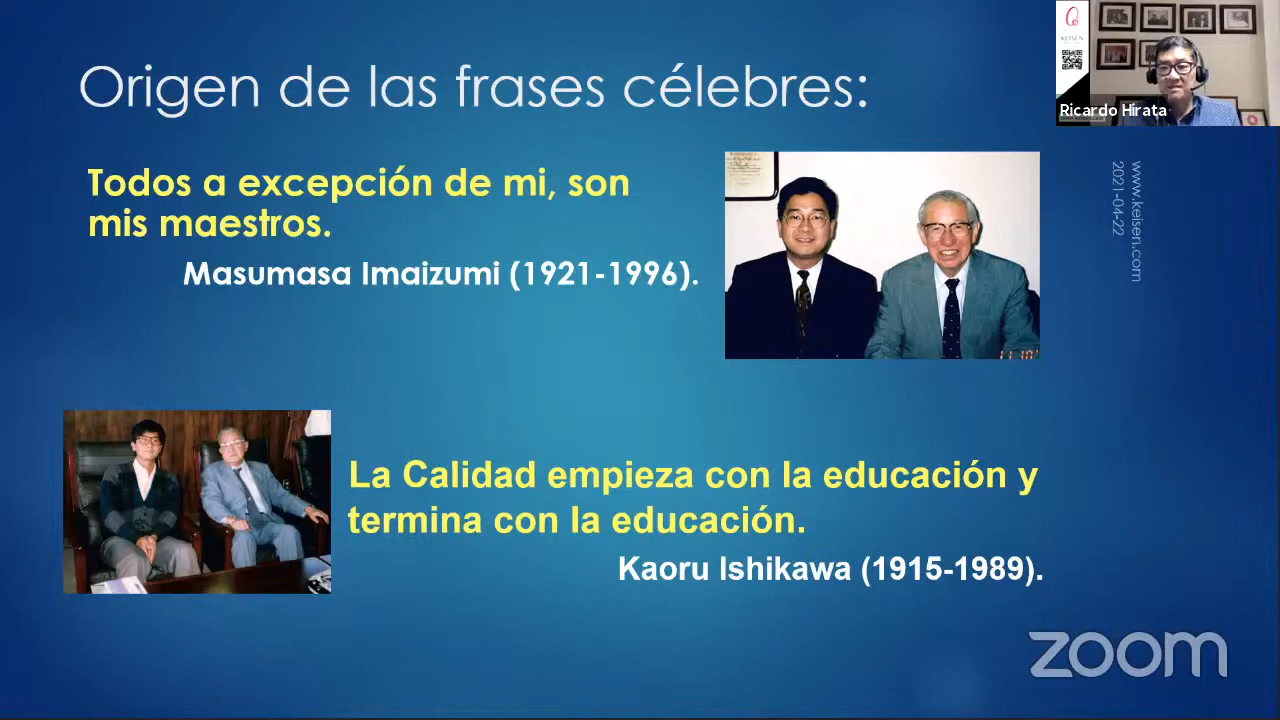 Origen de las frases célebres:
KEISEN
Ricardo Hirata
Todos a excepción de mi, son
mis maestros.
Masumasa Imaizumi (1921-1996).
www.keisen.com
2021-04-22
La Calidad empieza con la educación y
termina con la educación.
Kaoru Ishikawa (1915-1989).
zoom